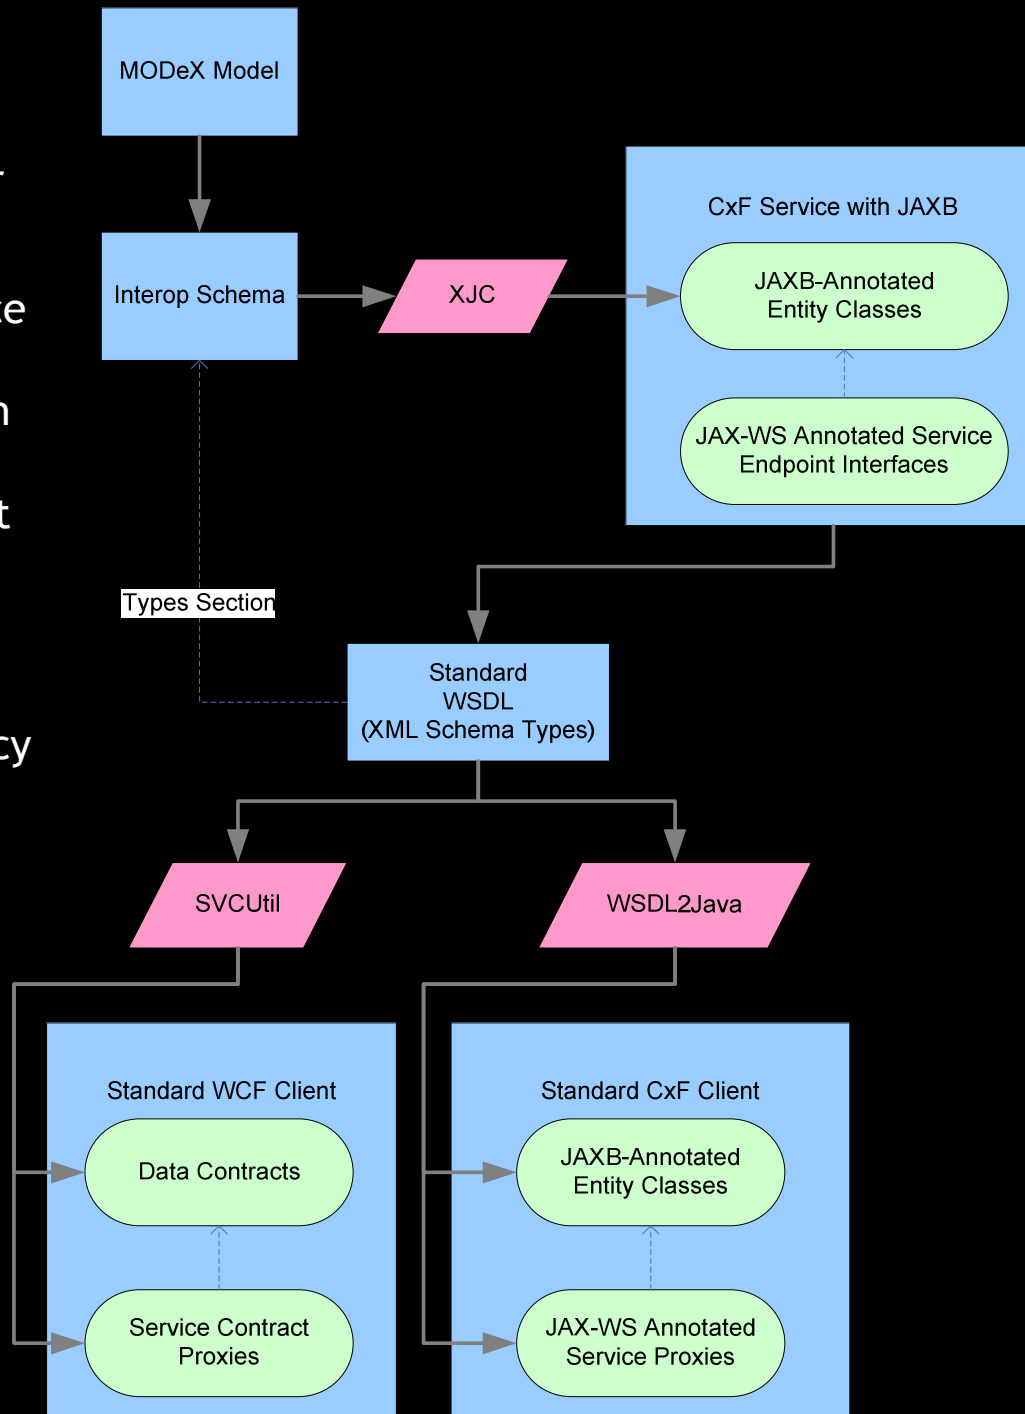 MODeX Model
CxF Service with JAXB
Interop Schema
XJC
JAXB-Annotated
Entity Classes
JAX-WS Annotated Service
Endpoint Interfaces
Types Section
Standard
WSDL
(XML Schema Types)
cy
SVCUtil
WSDL2Java
Standard WCF Client
Data Contracts
Service Contract
Proxies
Standard CxF Client
JAXB-Annotated
Entity Classes
JAX-WS Annotated
Service Proxies